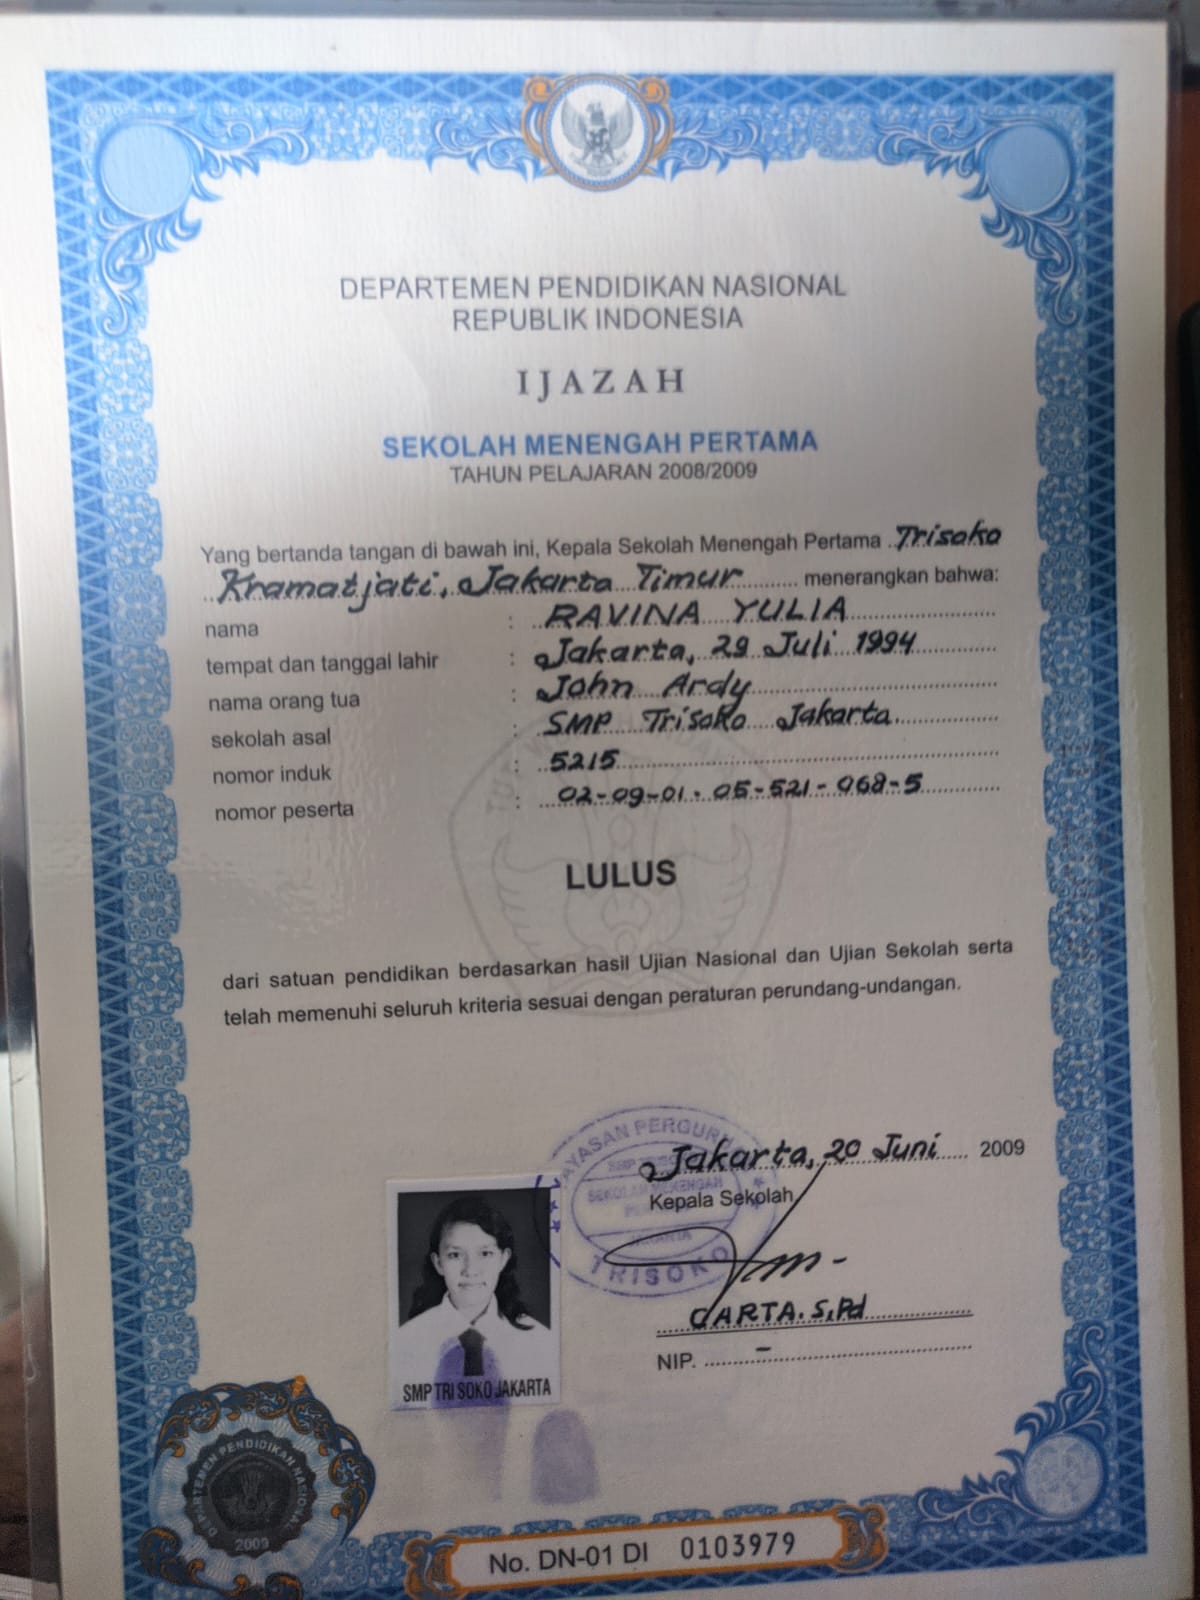 DEPARTEMEN PENDIDIKAN NASIONAL
REPUBLIK INDONESIA
IJAZAH
SEKOLAH MENENGAH PERTAMA
TAHUN PELAJARAN 2008/2009
Yang bertanda tangan di bawah ini, Kepala Sekolah Menengah Pertama Trisoko
Kramatjati, Jakarta Timur menerangkan bahwa:
nama : RAVINA YULIA
tempat dan tanggal lahir : Jakarta, 29 Juli 1994
nama orang tua : John Ardy
sekolah asal : SMP Trisoko Jakarta
nomor induk : 5215
nomor peserta : 02-09-01-05-521-068-5
LULUS
dari satuan pendidikan berdasarkan hasil Ujian Nasional dan Ujian Sekolah serta
telah memenuhi seluruh kriteria sesuai dengan peraturan perundang-undangan.
YAYASAN PERGURU
SEKOLAH MENENGAH
JAKARTA
TRISOKO
Jakarta, 20 Juni 2009
Kepala Sekolah
CARTA. S.Pd
NIP. -
SMP TRI SOKO JAKARTA
DEPARTEMEN PENDIDIKAN NASIONAL
2009
No. DN-01 DI 0103979